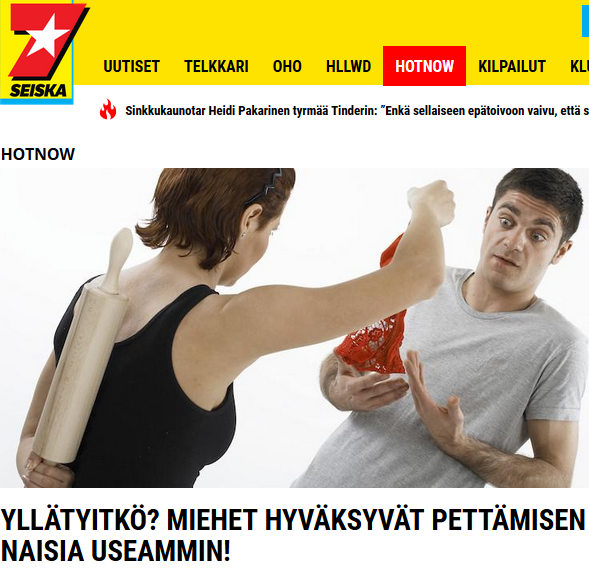 7
SEISKA
UUTISET TELKKARI OHO HLLWD HOTNOW KILPAILUT KLU
Sinkkukaunotar Heidi Pakarinen tyrmää Tinderin: ”Enkä sellaiseen epätoivoon vaivu, että s
HOTNOW
YLLÄTYITKÖ? MIEHET HYVÄKSYVÄT PETTÄMISEN
NAISIA USEAMMIN!